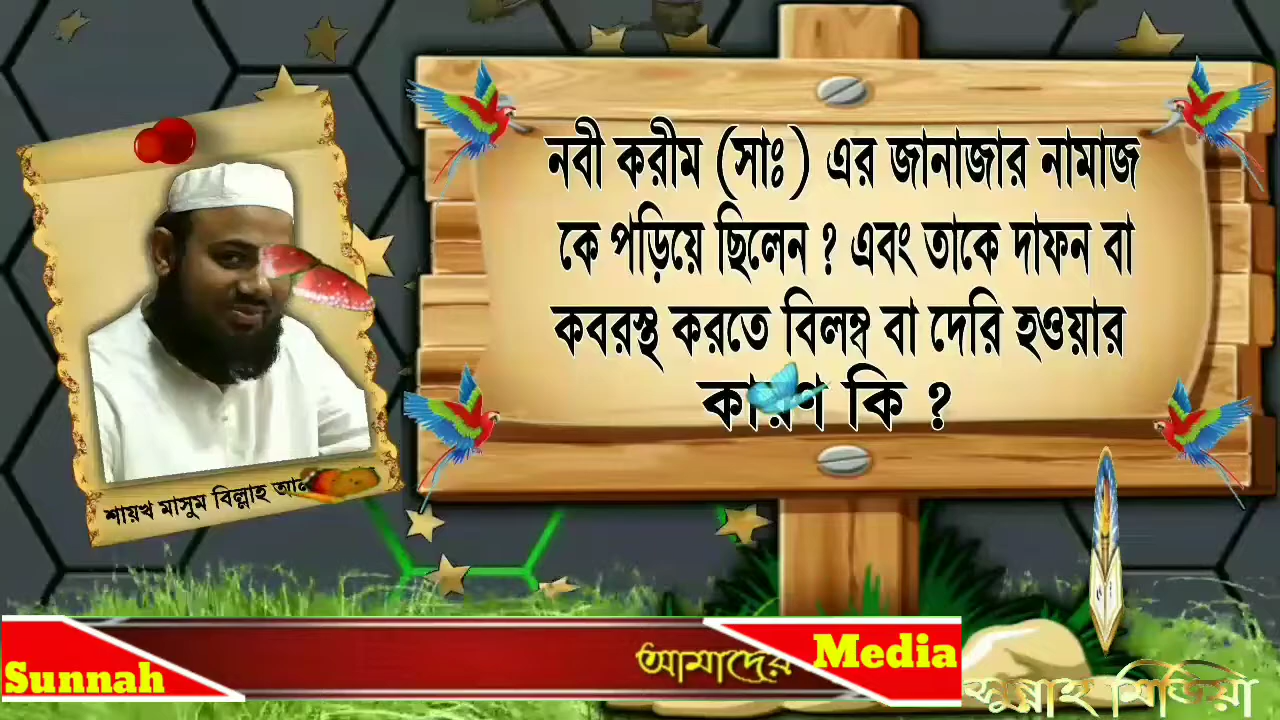 নবী করীম (সাঃ) এর জানাজার নামাজ
কে পড়িয়ে ছিলেন ? এবং তাকে দাফন বা
কবরস্থ করতে বিলম্ব বা দেরি হওয়ার
কারণ কি ?
শায়খ মাসুম বিল্লাহ
Sunnah
আমাদের
Media
সুন্নাহ মিডিয়া